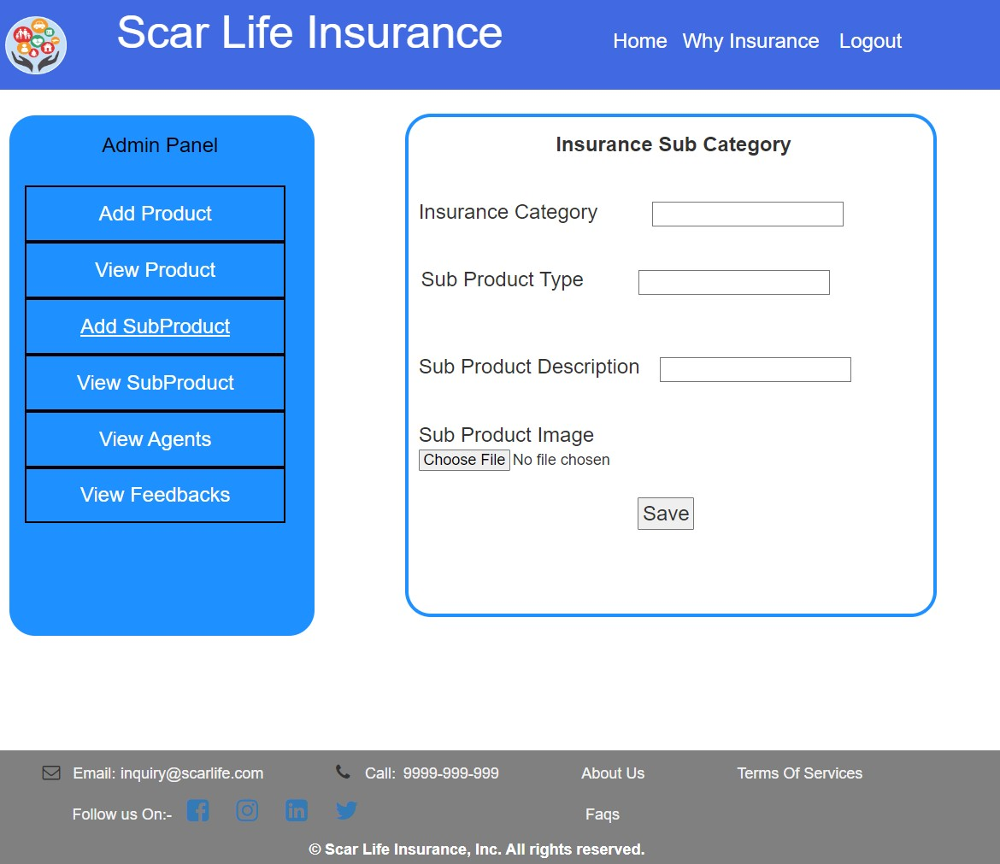 Scar Life Insurance
Home Why Insurance Logout
Admin Panel
Add Product
View Product
Add SubProduct
View SubProduct
View Agents
View Feedbacks
Insurance Sub Category
Insurance Category
Sub Product Type
Sub Product Description
Sub Product Image
Choose File No file chosen
Save
Email: inquiry@scarlife.com Call: 9999-999-999 About Us Terms Of Services
Follow us On:- Faqs
© Scar Life Insurance, Inc. All rights reserved.